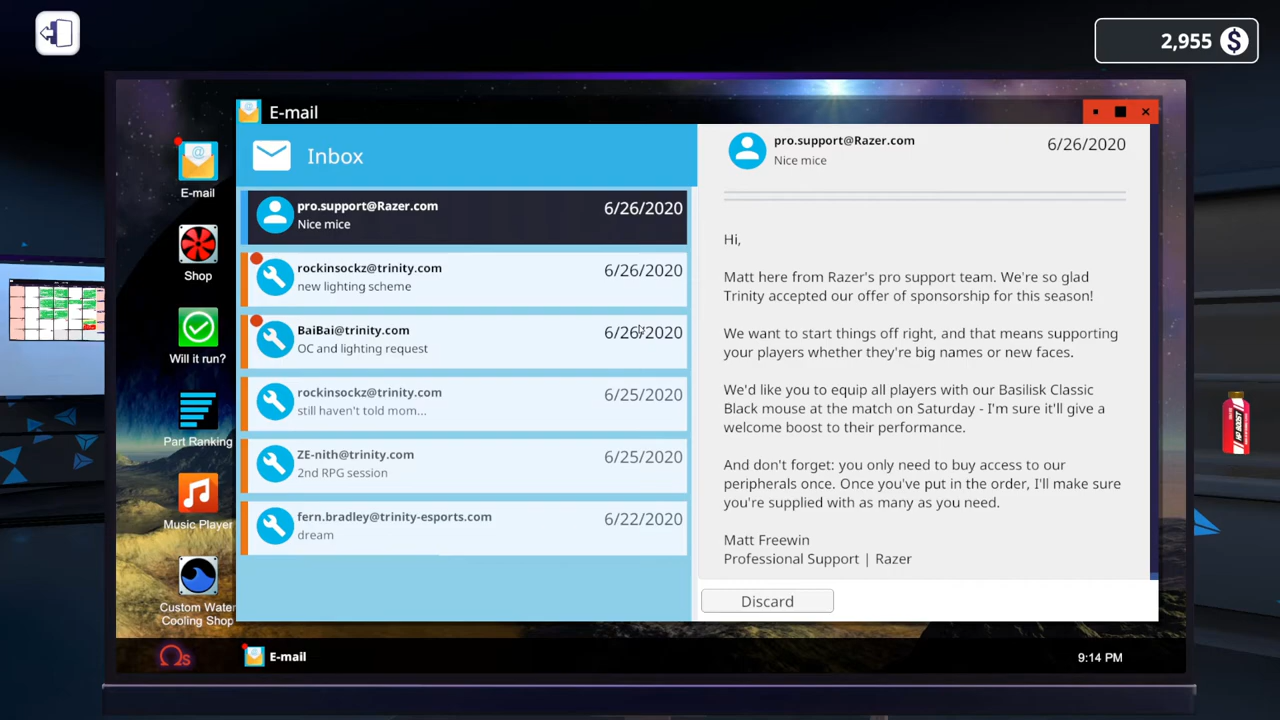 2,955 $
E-mail
Inbox
pro.support@Razer.com 6/26/2020
Nice mice
rockinsockz@trinity.com 6/26/2020
new lighting scheme
BaiBai@trinity.com 6/26/2020
OC and lighting request
rockinsockz@trinity.com 6/25/2020
still haven't told mom...
ZE-nith@trinity.com 6/25/2020
2nd RPG session
fern.bradley@trinity-esports.com 6/22/2020
dream
pro.support@Razer.com 6/26/2020
Nice mice
Hi,
Matt here from Razer's pro support team. We're so glad
Trinity accepted our offer of sponsorship for this season!
We want to start things off right, and that means supporting
your players whether they're big names or new faces.
We'd like you to equip all players with our Basilisk Classic
Black mouse at the match on Saturday - I'm sure it'll give a
welcome boost to their performance.
And don't forget: you only need to buy access to our
peripherals once. Once you've put in the order, I'll make sure
you're supplied with as many as you need.
Matt Freewin
Professional Support | Razer
Discard
E-mail
Shop
Will it run?
Part Ranking
Music Player
Custom Water
Cooling Shop
E-mail
9:14 PM
HP BOOST